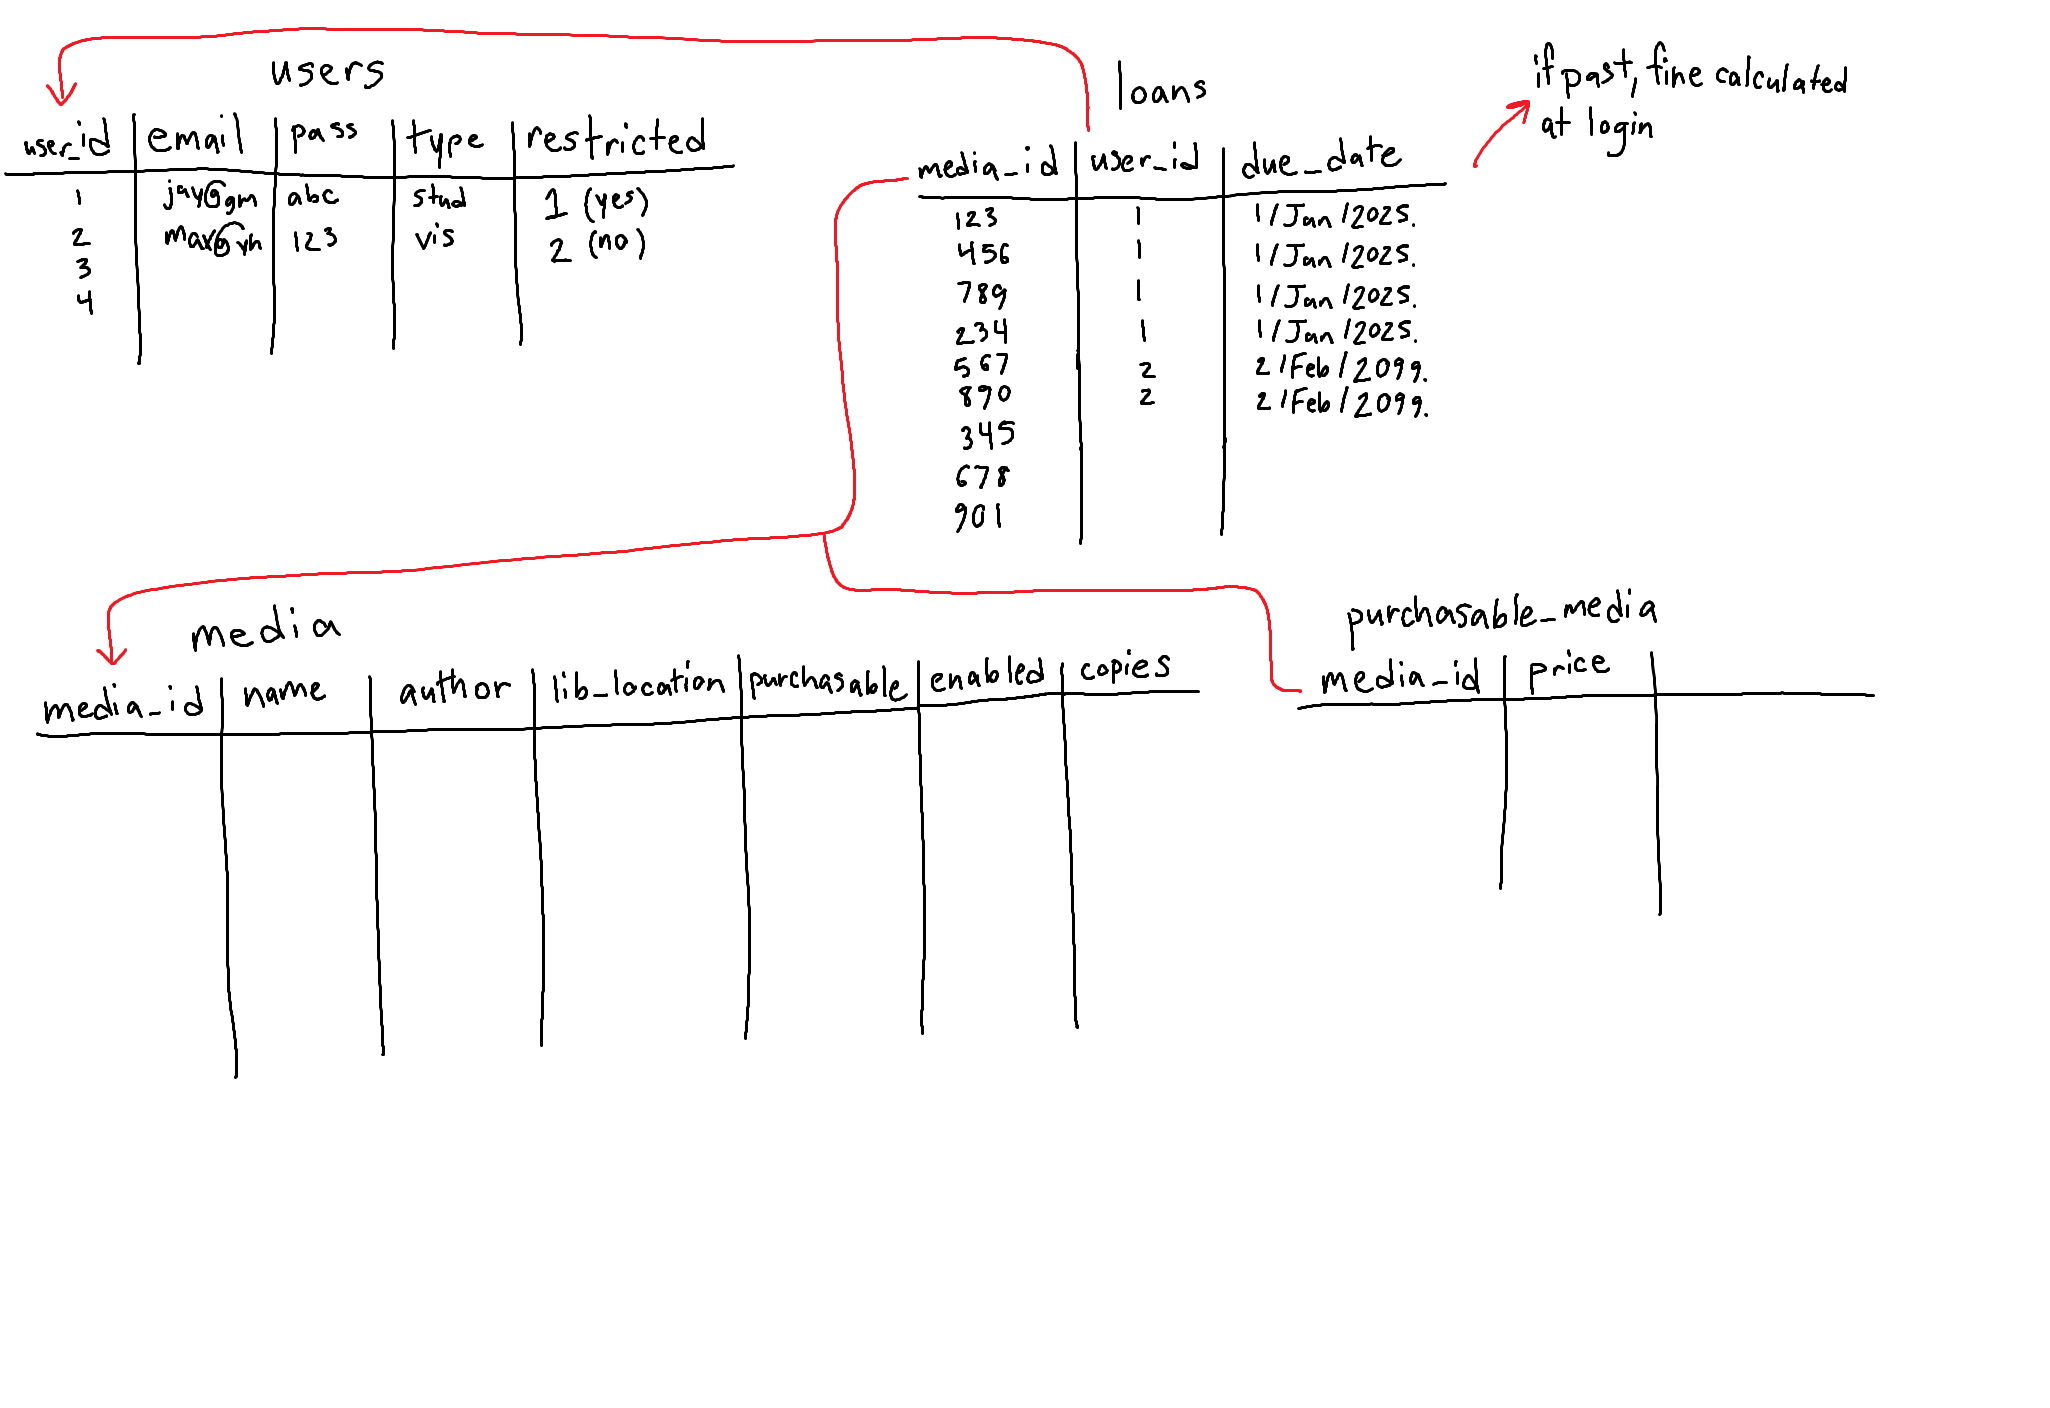 users
user_id email pass type restricted
1 jay@gm abc stud 1 (yes)
2 max@yh 123 vis 2 (no)
3
4
loans
media_id user_id due_date
123 1 1/Jan/2025.
456 1 1/Jan/2025.
789 1 1/Jan/2025.
234 1 1/Jan/2025.
567 2 2/Feb/2099.
890 2 2/Feb/2099.
345
678
901
if past, fine calculated
at login
media
media_id name author lib_location purchasable enabled copies
purchasable_media
media_id price